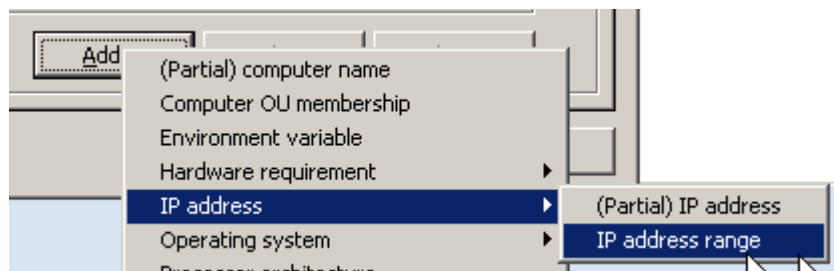 Add
(Partial) computer name
Computer OU membership
Environment variable
Hardware requirement
IP address
(Partial) IP address
Operating system
IP address range